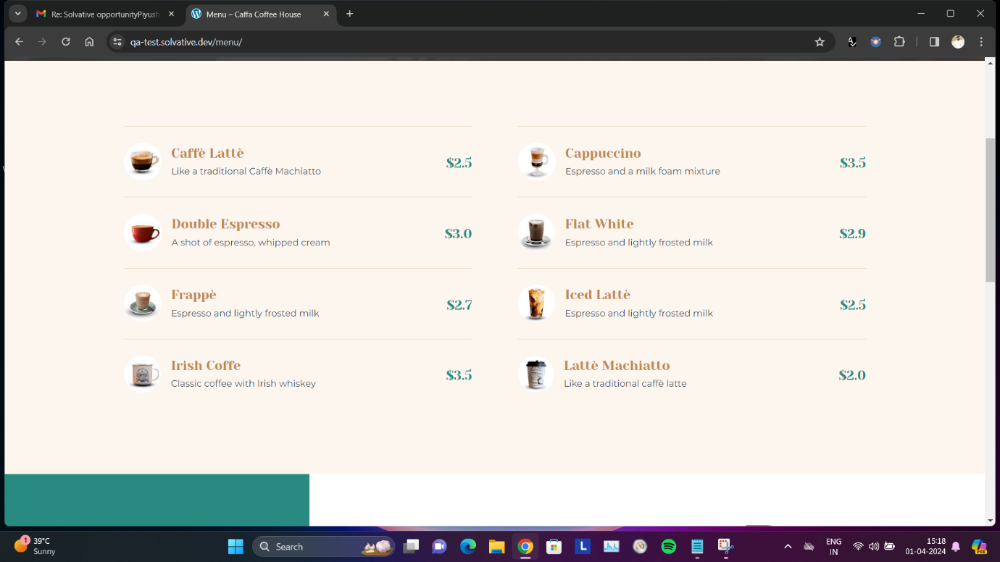 Re: Solvative opportunityPiyush
Menu – Caffa Coffee House
qa-test.solvative.dev/menu/
Caffè Lattè
Like a traditional Caffè Machiatto
$2.5
Cappuccino
Espresso and a milk foam mixture
$3.5
Double Espresso
A shot of espresso, whipped cream
$3.0
Flat White
Espresso and lightly frosted milk
$2.9
Frappè
Espresso and lightly frosted milk
$2.7
Iced Lattè
Espresso and lightly frosted milk
$2.5
Irish Coffe
Classic coffee with Irish whiskey
$3.5
Lattè Machiatto
Like a traditional caffè latte
$2.0
1
39°C
Sunny
Search
L
ENG
IN
15:18
01-04-2024
PRE